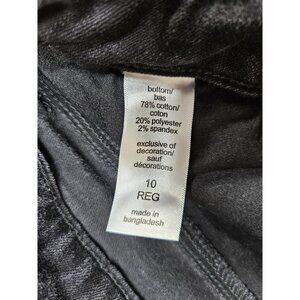 bottom/
bas
78% cotton/
coton
20% polyester
2% spandex
exclusive of
decoration/
sauf
décorations
10
REG
made in
bangladesh